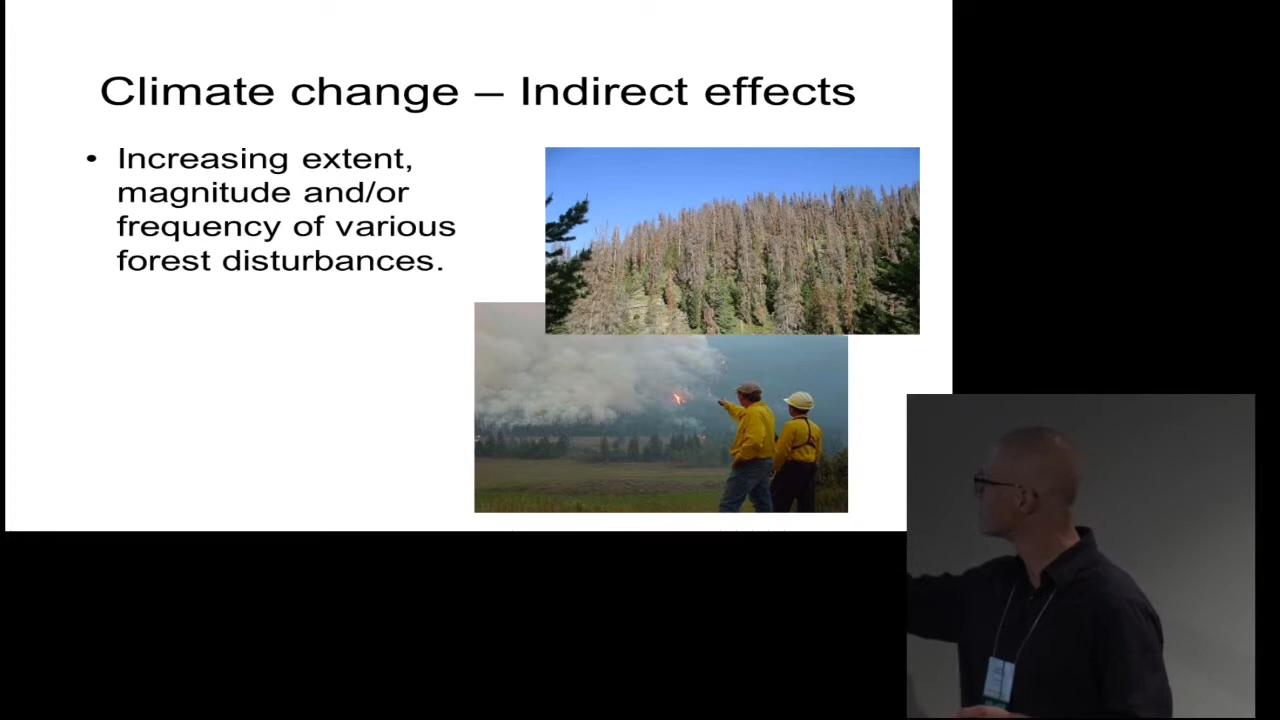 Climate change – Indirect effects
• Increasing extent,
magnitude and/or
frequency of various
forest disturbances.